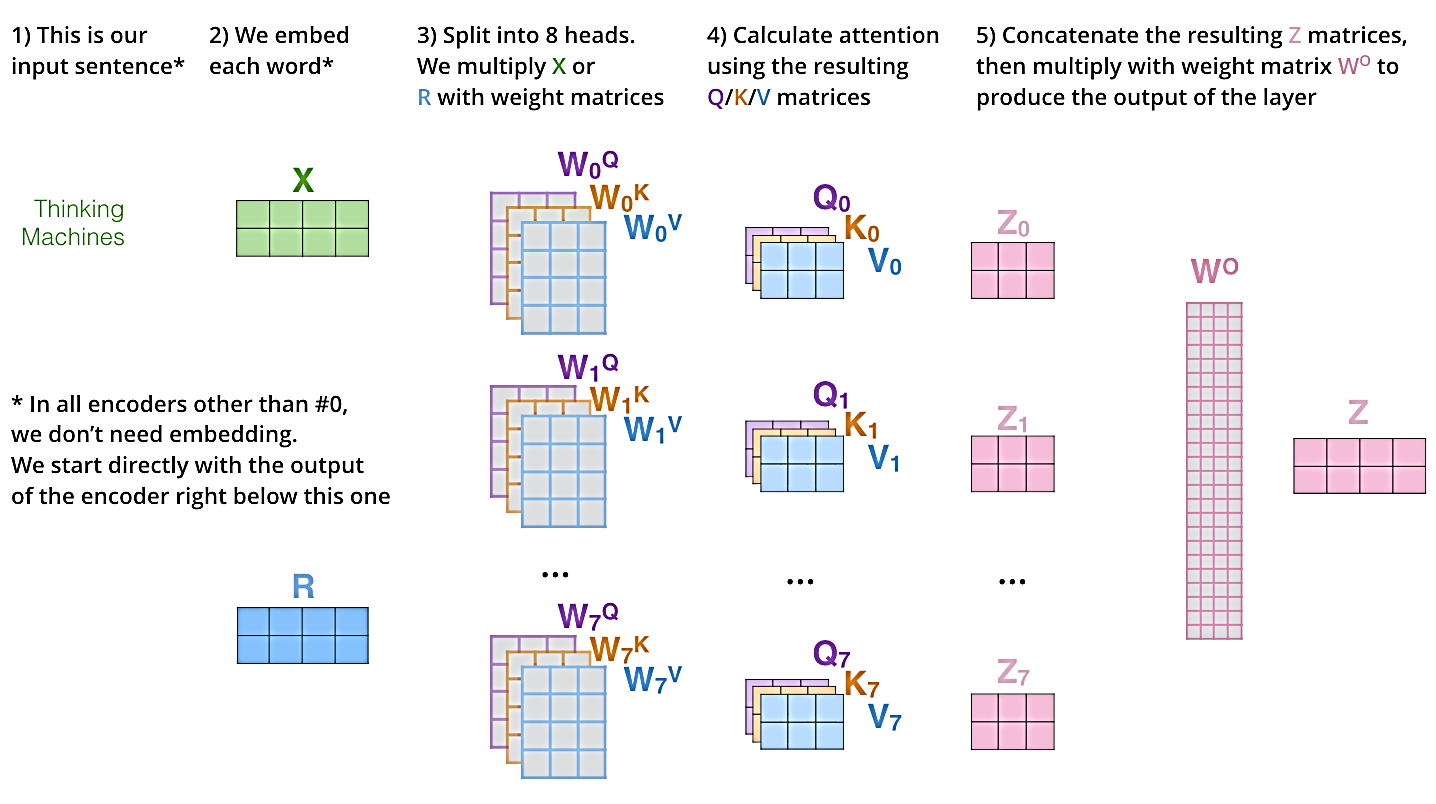 1) This is our
input sentence*
2) We embed
each word*
3) Split into 8 heads.
We multiply X or
R with weight matrices
4) Calculate attention
using the resulting
Q/K/V matrices
5) Concatenate the resulting Z matrices,
then multiply with weight matrix Wᴼ to
produce the output of the layer
Thinking
Machines
X
W₀Q
W₀K
W₀V
Q₀
K₀
V₀
Z₀
Wᴼ
W₁Q
W₁K
W₁V
Q₁
K₁
V₁
Z₁
Z
* In all encoders other than #0,
we don’t need embedding.
We start directly with the output
of the encoder right below this one
...
...
...
R
W₇Q
W₇K
W₇V
Q₇
K₇
V₇
Z₇